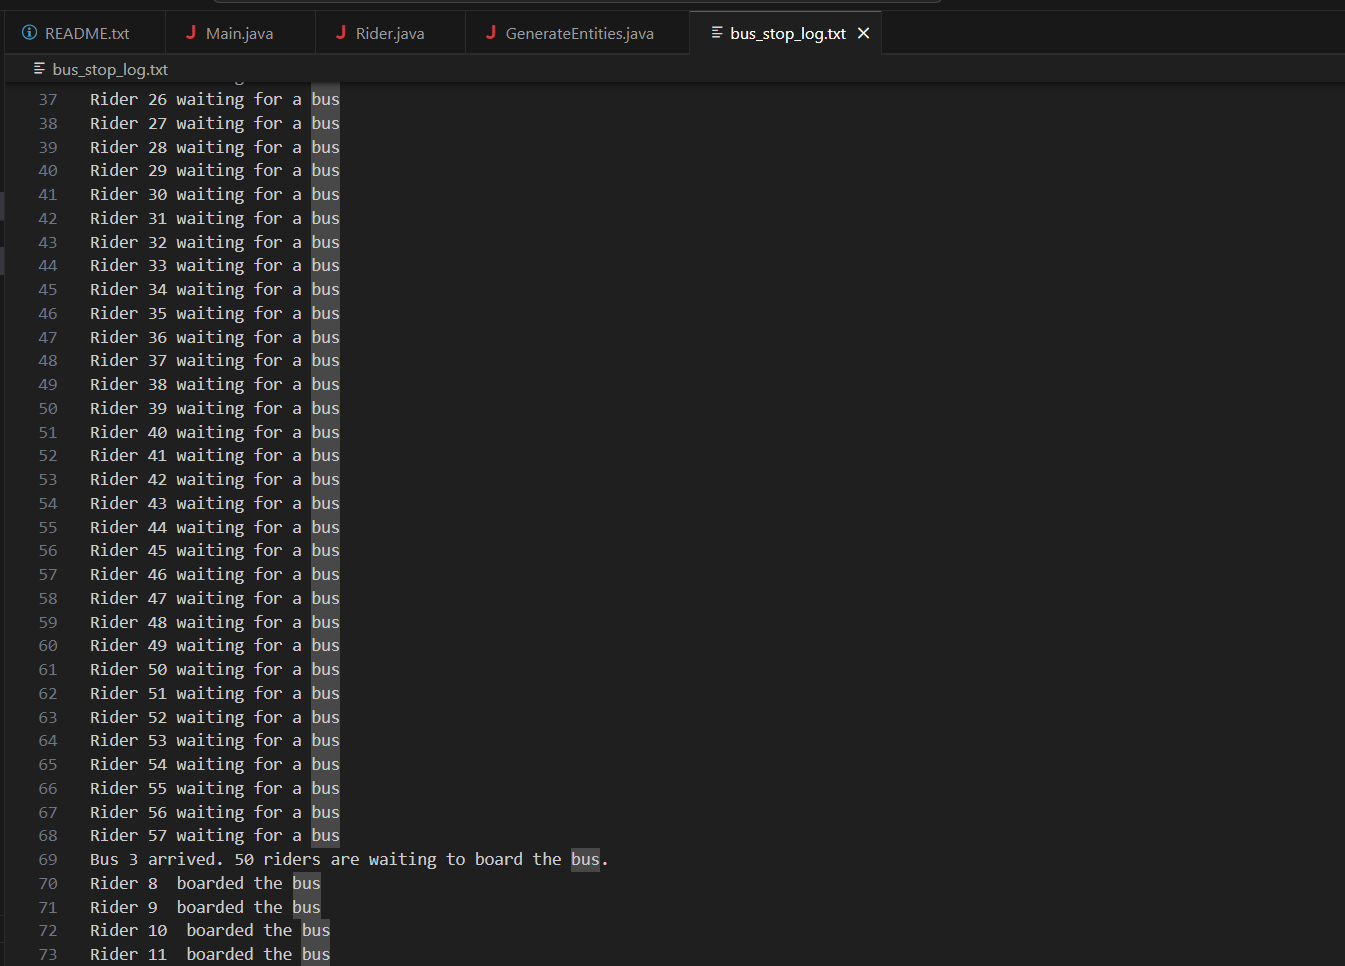 README.txt
Main.java
Rider.java
GenerateEntities.java
bus_stop_log.txt
bus_stop_log.txt
37 Rider 26 waiting for a bus
38 Rider 27 waiting for a bus
39 Rider 28 waiting for a bus
40 Rider 29 waiting for a bus
41 Rider 30 waiting for a bus
42 Rider 31 waiting for a bus
43 Rider 32 waiting for a bus
44 Rider 33 waiting for a bus
45 Rider 34 waiting for a bus
46 Rider 35 waiting for a bus
47 Rider 36 waiting for a bus
48 Rider 37 waiting for a bus
49 Rider 38 waiting for a bus
50 Rider 39 waiting for a bus
51 Rider 40 waiting for a bus
52 Rider 41 waiting for a bus
53 Rider 42 waiting for a bus
54 Rider 43 waiting for a bus
55 Rider 44 waiting for a bus
56 Rider 45 waiting for a bus
57 Rider 46 waiting for a bus
58 Rider 47 waiting for a bus
59 Rider 48 waiting for a bus
60 Rider 49 waiting for a bus
61 Rider 50 waiting for a bus
62 Rider 51 waiting for a bus
63 Rider 52 waiting for a bus
64 Rider 53 waiting for a bus
65 Rider 54 waiting for a bus
66 Rider 55 waiting for a bus
67 Rider 56 waiting for a bus
68 Rider 57 waiting for a bus
69 Bus 3 arrived. 50 riders are waiting to board the bus.
70 Rider 8  boarded the bus
71 Rider 9  boarded the bus
72 Rider 10  boarded the bus
73 Rider 11  boarded the bus